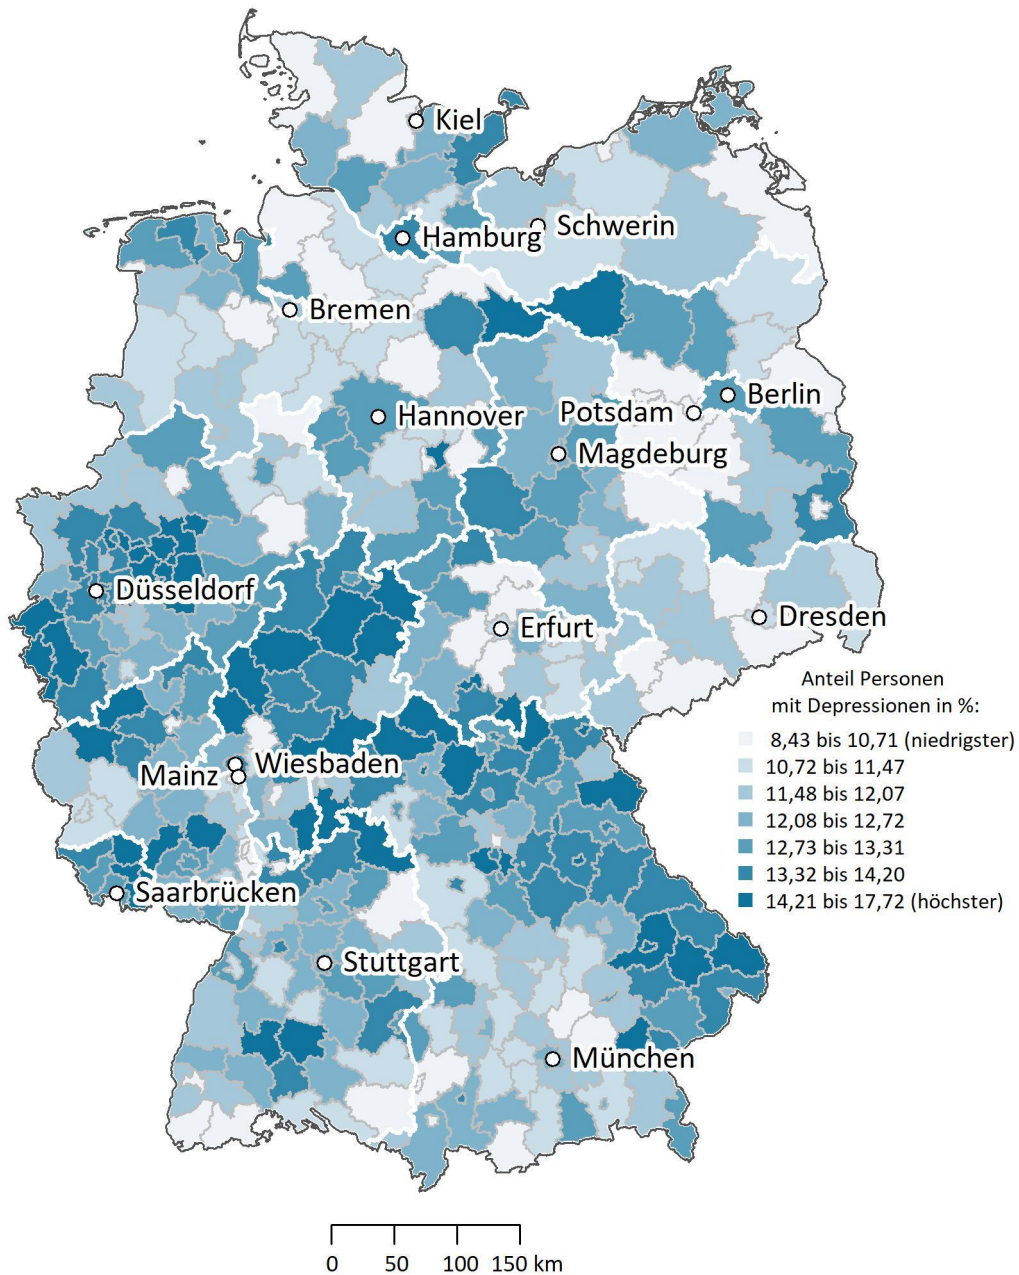 Kiel
Schwerin
Hamburg
Bremen
Berlin
Hannover
Potsdam
Magdeburg
Düsseldorf
Erfurt
Dresden
Wiesbaden
Mainz
Saarbrücken
Stuttgart
München
Anteil Personen
mit Depressionen in %:
8,43 bis 10,71 (niedrigster)
10,72 bis 11,47
11,48 bis 12,07
12,08 bis 12,72
12,73 bis 13,31
13,32 bis 14,20
14,21 bis 17,72 (höchster)
0 50 100 150 km